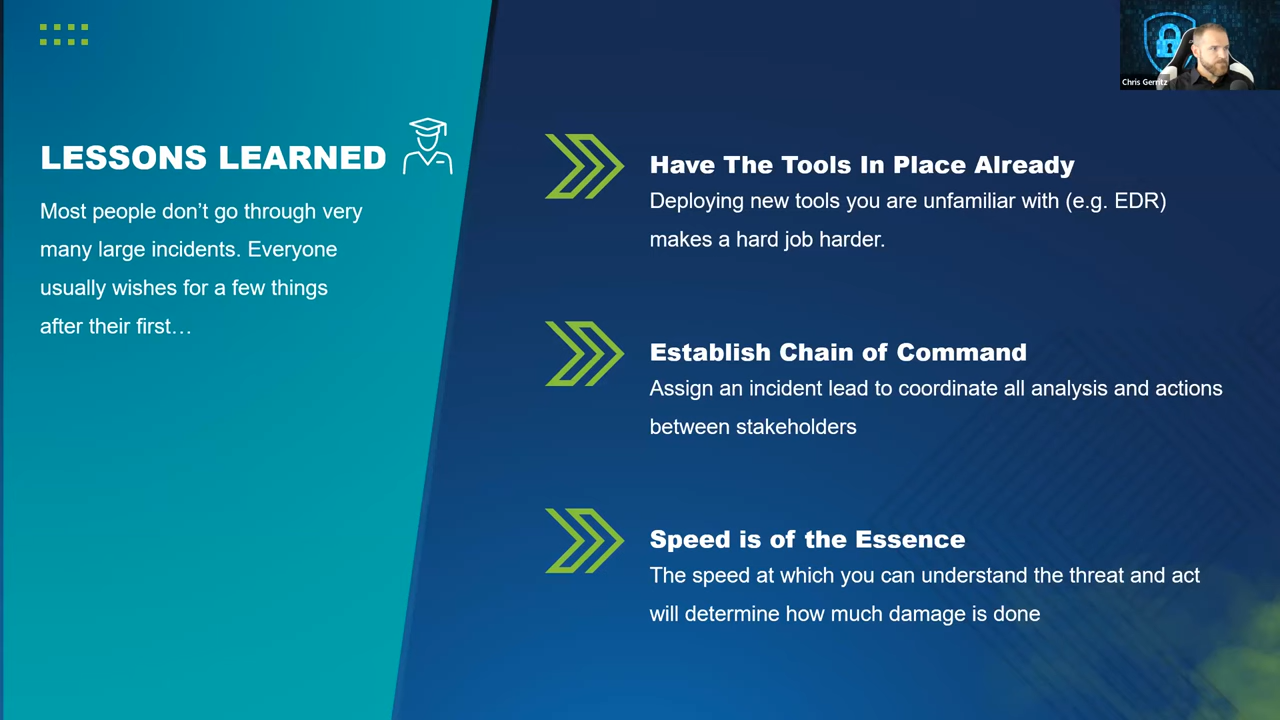 LESSONS LEARNED
Most people don’t go through very
many large incidents. Everyone
usually wishes for a few things
after their first…
Have The Tools In Place Already
Deploying new tools you are unfamiliar with (e.g. EDR)
makes a hard job harder.
Establish Chain of Command
Assign an incident lead to coordinate all analysis and actions
between stakeholders
Speed is of the Essence
The speed at which you can understand the threat and act
will determine how much damage is done
Chris Gerritz